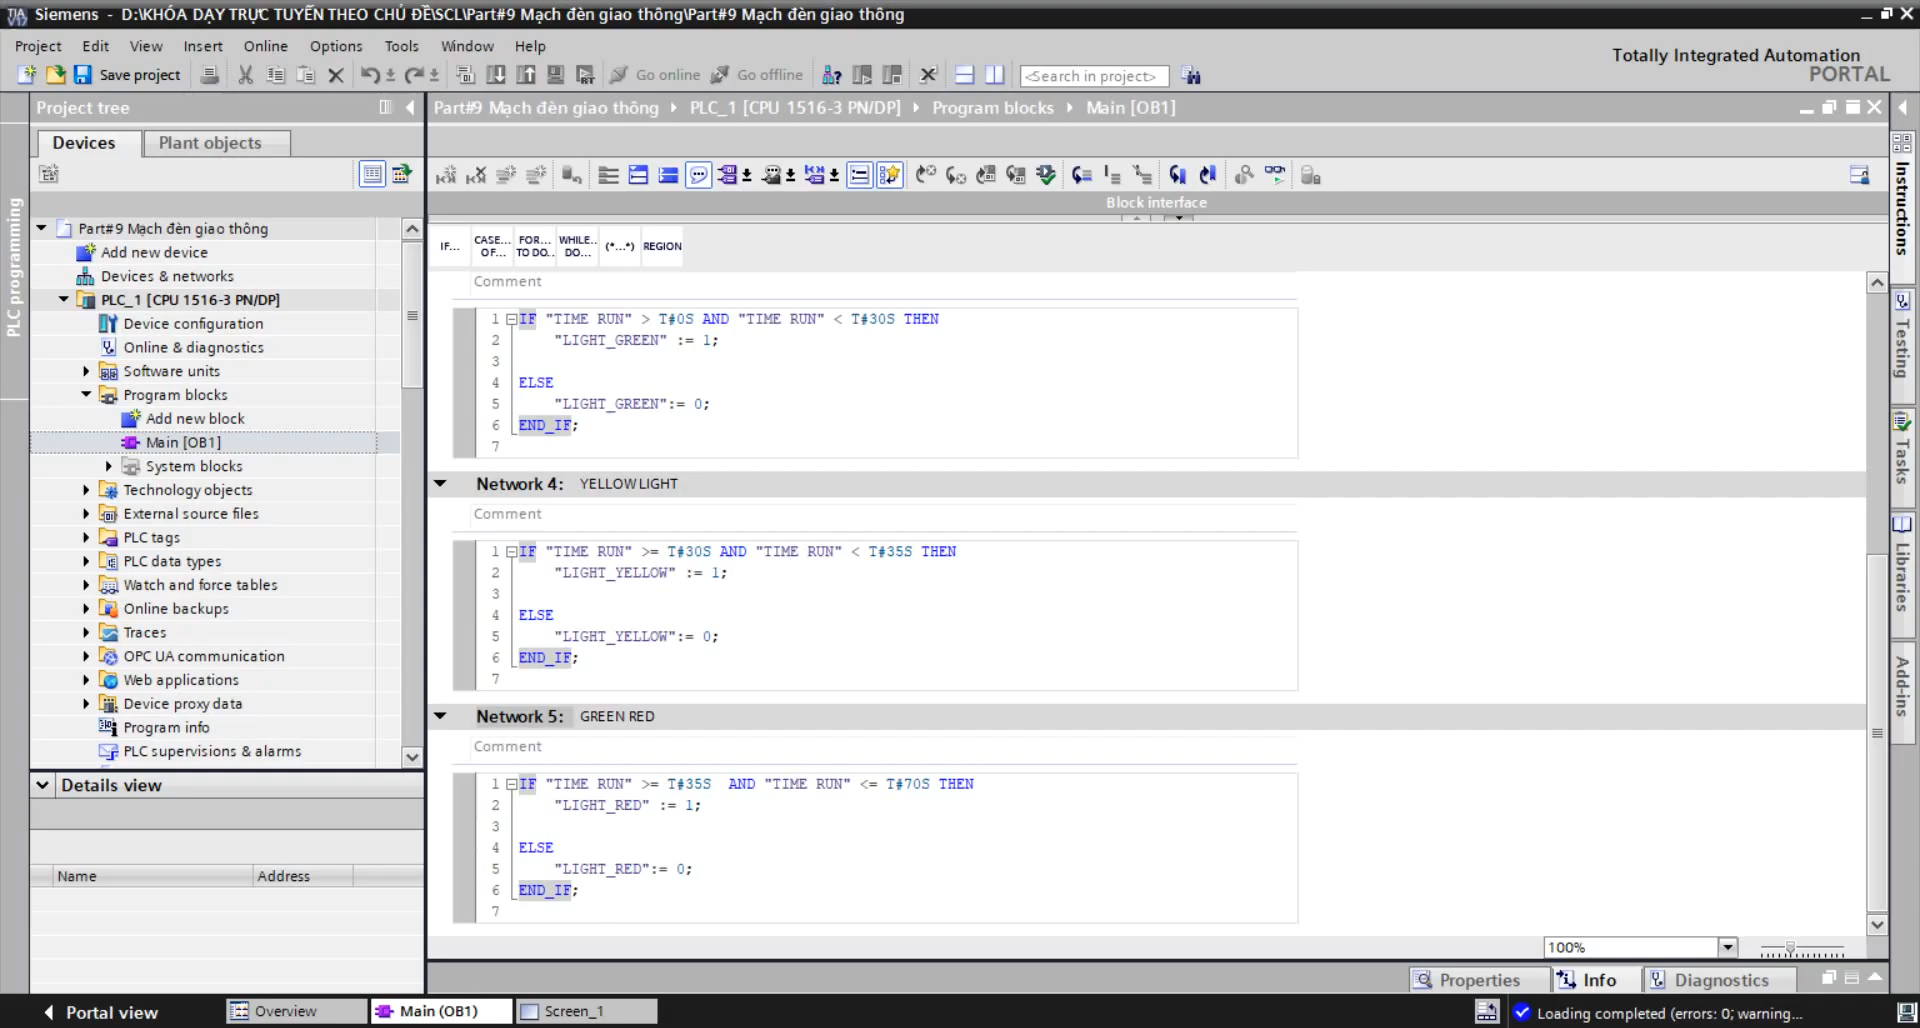 Siemens - D:\KHÓA DẠY TRỰC TUYẾN THEO CHỦ ĐỀ\SCL\Part#9 Mạch đèn giao thông\Part#9 Mạch đèn giao thông
Project Edit View Insert Online Options Tools Window Help
Totally Integrated Automation
PORTAL
Save project
Go online
Go offline
<Search in project>
Project tree
Part#9 Mạch đèn giao thông
PLC_1 [CPU 1516-3 PN/DP]
Program blocks
Main [OB1]
Devices
Plant objects
Block interface
PLC programming
Part#9 Mạch đèn giao thông
Add new device
Devices & networks
PLC_1 [CPU 1516-3 PN/DP]
Device configuration
Online & diagnostics
Software units
Program blocks
Add new block
Main [OB1]
System blocks
Technology objects
External source files
PLC tags
PLC data types
Watch and force tables
Online backups
Traces
OPC UA communication
Web applications
Device proxy data
Program info
PLC supervisions & alarms
Details view
Name Address
IF...
CASE... OF...
FOR... TO DO..
WHILE.. DO...
(*...*)
REGION
Comment
1 IF "TIME RUN" > T#0S AND "TIME RUN" < T#30S THEN
2 "LIGHT_GREEN" := 1;
3
4 ELSE
5 "LIGHT_GREEN":= 0;
6 END_IF;
7
Network 4: YELLOW LIGHT
Comment
1 IF "TIME RUN" >= T#30S AND "TIME RUN" < T#35S THEN
2 "LIGHT_YELLOW" := 1;
3
4 ELSE
5 "LIGHT_YELLOW":= 0;
6 END_IF;
7
Network 5: GREEN RED
Comment
1 IF "TIME RUN" >= T#35S AND "TIME RUN" <= T#70S THEN
2 "LIGHT_RED" := 1;
3
4 ELSE
5 "LIGHT_RED":= 0;
6 END_IF;
7
100%
Properties
Info
Diagnostics
Instructions
Testing
Tasks
Libraries
Add-ins
Portal view
Overview
Main (OB1)
Screen_1
Loading completed (errors: 0; warning...